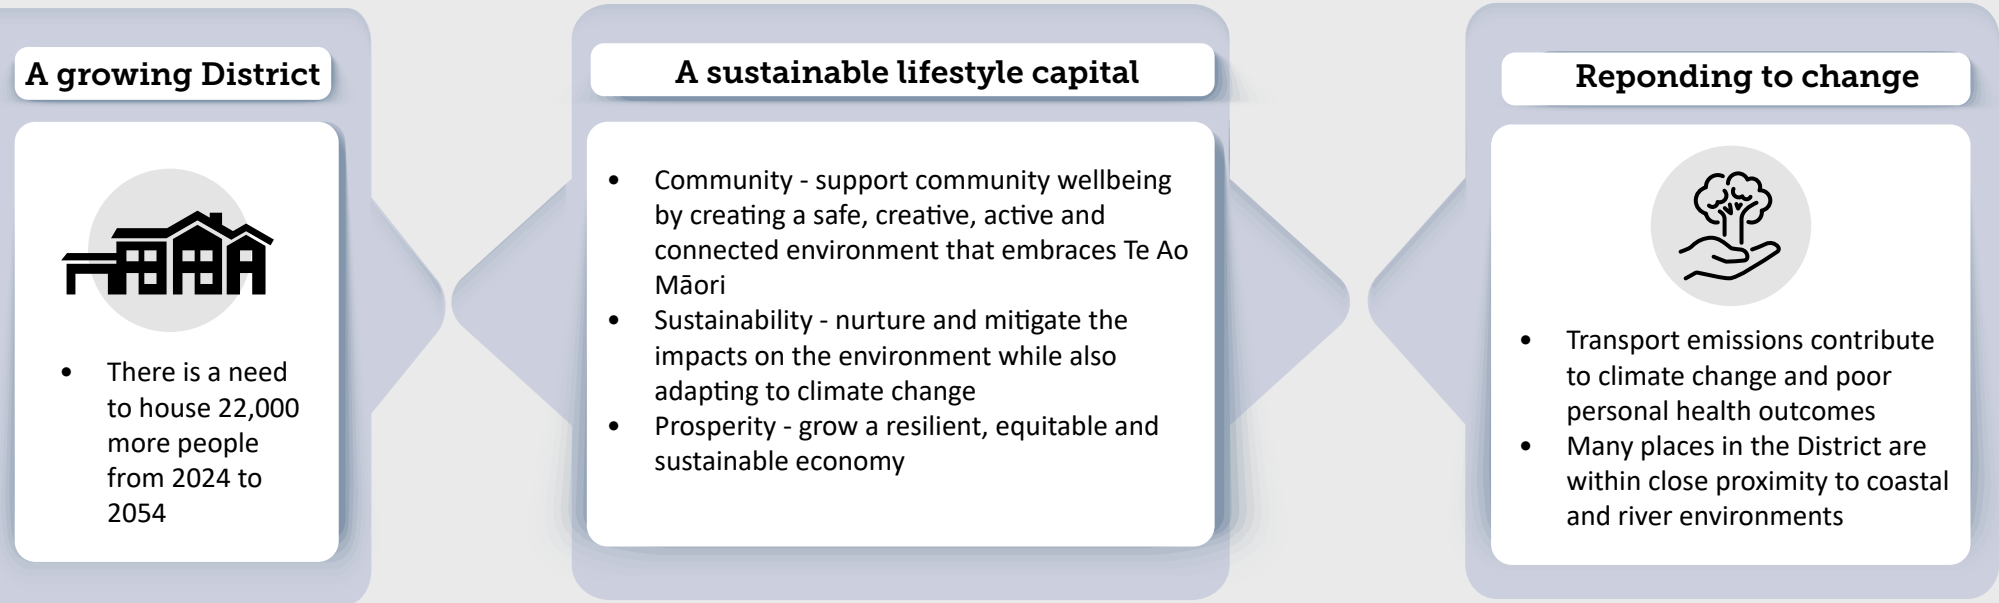 A growing District
• There is a need
to house 22,000
more people
from 2024 to
2054
A sustainable lifestyle capital
• Community - support community wellbeing
by creating a safe, creative, active and
connected environment that embraces Te Ao
Māori
• Sustainability - nurture and mitigate the
impacts on the environment while also
adapting to climate change
• Prosperity - grow a resilient, equitable and
sustainable economy
Reponding to change
• Transport emissions contribute
to climate change and poor
personal health outcomes
• Many places in the District are
within close proximity to coastal
and river environments